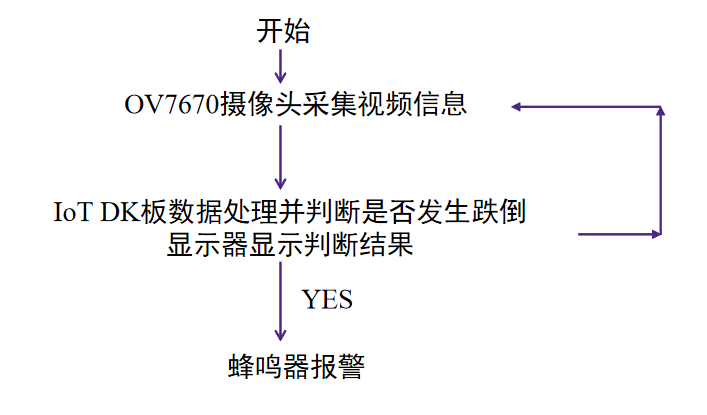 开始
OV7670摄像头采集视频信息
IoT DK板数据处理并判断是否发生跌倒
显示器显示判断结果
YES
蜂鸣器报警